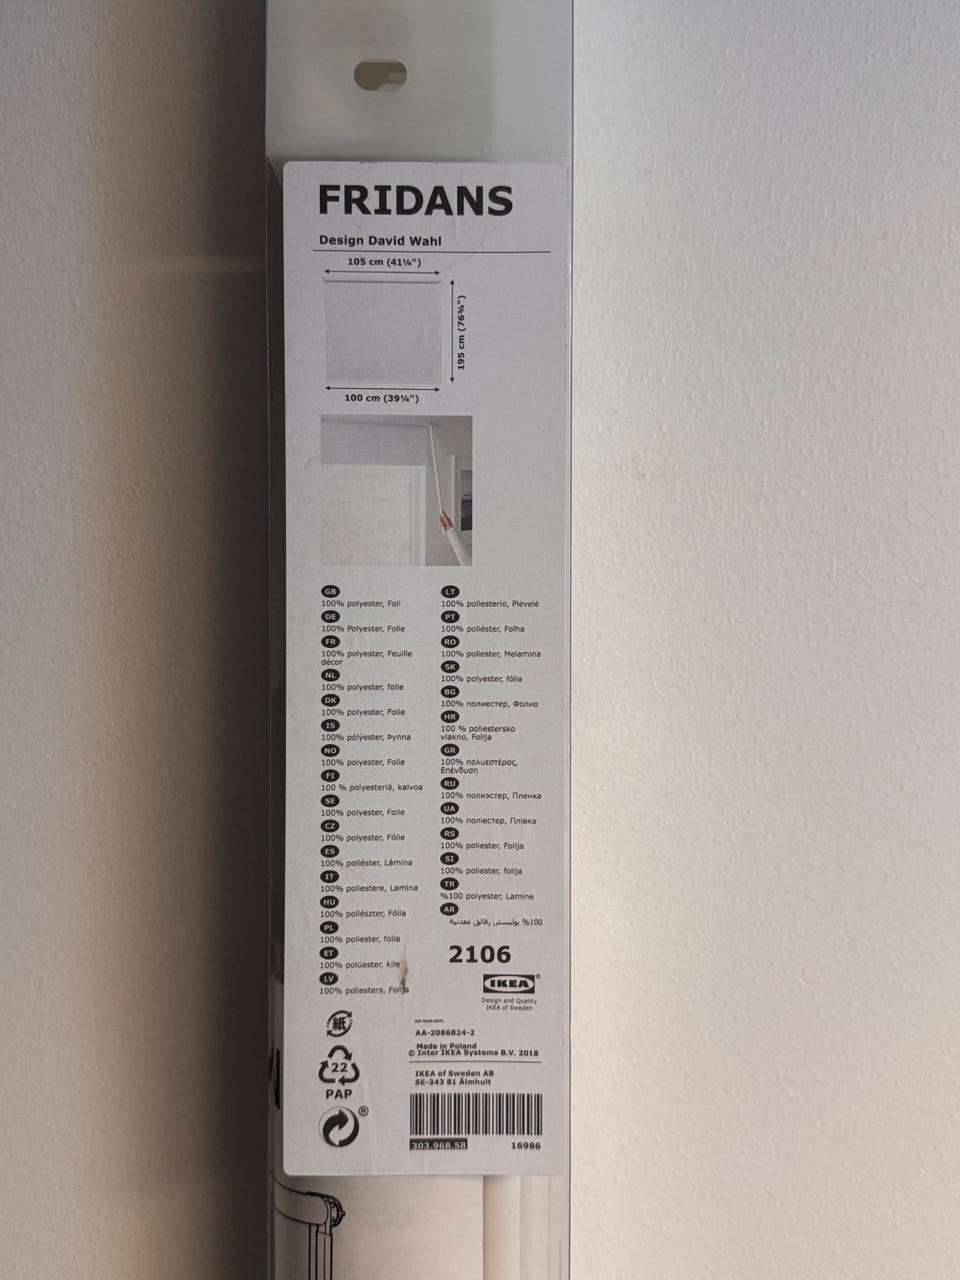 FRIDANS
Design David Wahl
105 cm (41¼")
195 cm (76¾")
100 cm (39¼")
GB
100% polyester, Foil
DE
100% Polyester, Folie
FR
100% polyester, Feuille
décor
NL
100% polyester, folie
DK
100% polyester, Folie
IS
100% pólýester, Þynna
NO
100% polyester, Folie
FI
100 % polyesteriä, kalvoa
SE
100% polyester, Folie
CZ
100% polyester, Fólie
ES
100% poliéster, Lámina
IT
100% poliestere, Lamina
HU
100% poliészter, Fólia
PL
100% poliester, folia
ET
100% polüester, kile
LV
100% poliesters, Folija
LT
100% poliesterio, Plėvelė
PT
100% poliéster, Folha
RO
100% poliester, Melamina
SK
100% polyester, fólia
BG
100% полиестер, Фолио
HR
100 % poliestersko
vlakno, Folija
GR
100% πολυεστέρας,
Επένδυση
RU
100% полиэстер, Пленка
UA
100% поліестер, Плівка
RS
100% poliester, Folija
SI
100% poliester, folija
TR
%100 polyester, Lamine
AR
%100 بوليستر, رقائق معدنية
2106
IKEA®
Design and Quality
IKEA of Sweden
AA-2086824-2
Made in Poland
© Inter IKEA Systems B.V. 2018
IKEA of Sweden AB
SE-343 81 Älmhult
303.968.58
16986
紙
22
PAP
®